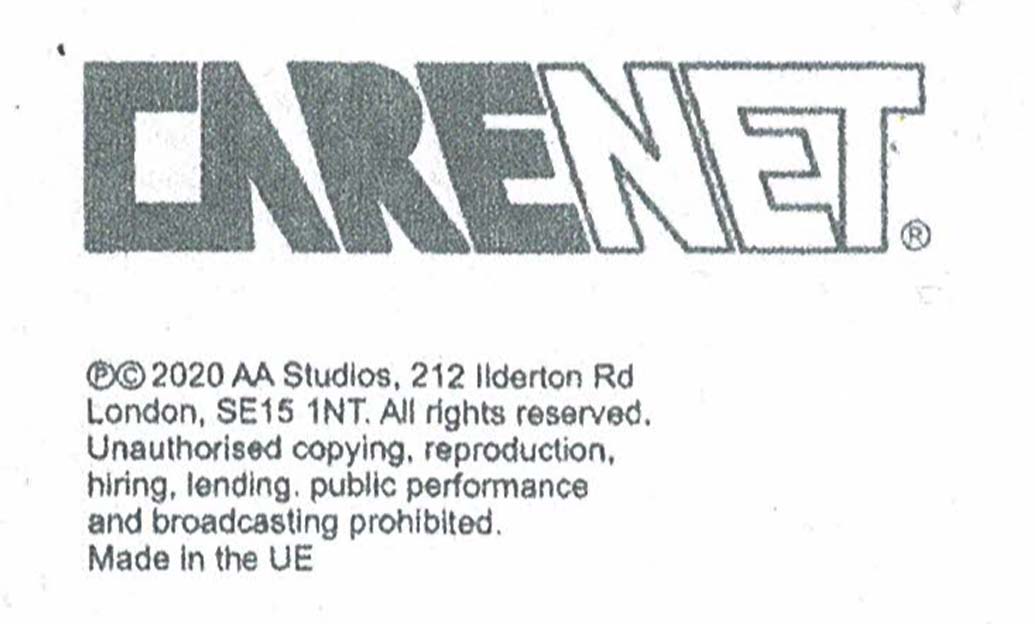 CARENET®
℗© 2020 AA Studios, 212 Ilderton Rd
London, SE15 1NT. All rights reserved.
Unauthorised copying, reproduction,
hiring, lending. public performance
and broadcasting prohibited.
Made in the UE